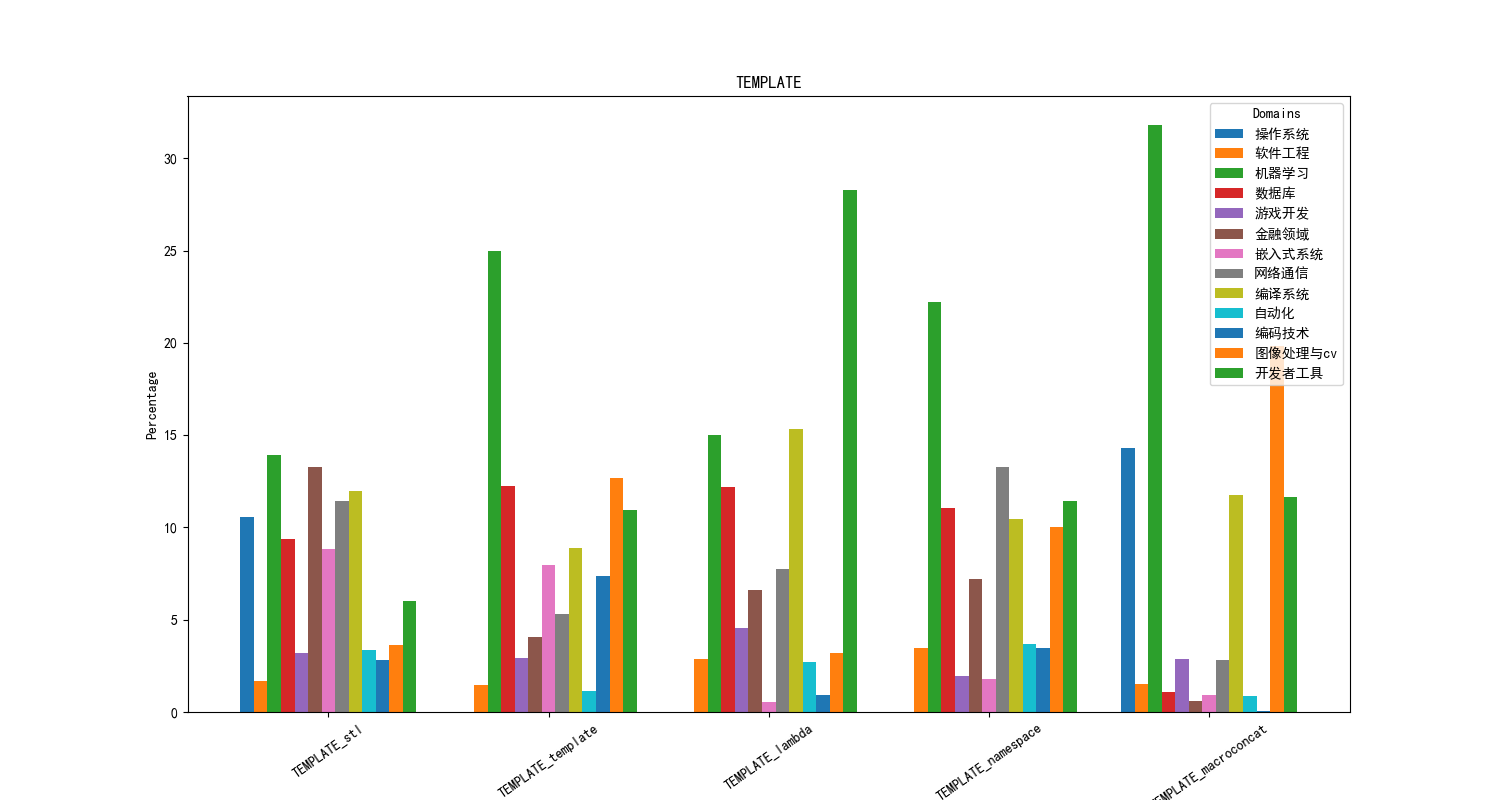 TEMPLATE
Percentage
30
25
20
15
10
5
0
Domains
操作系统
软件工程
机器学习
数据库
游戏开发
金融领域
嵌入式系统
网络通信
编译系统
自动化
编码技术
图像处理与cv
开发者工具
TEMPLATE_stl
TEMPLATE_template
TEMPLATE_lambda
TEMPLATE_namespace
TEMPLATE_macroconcat